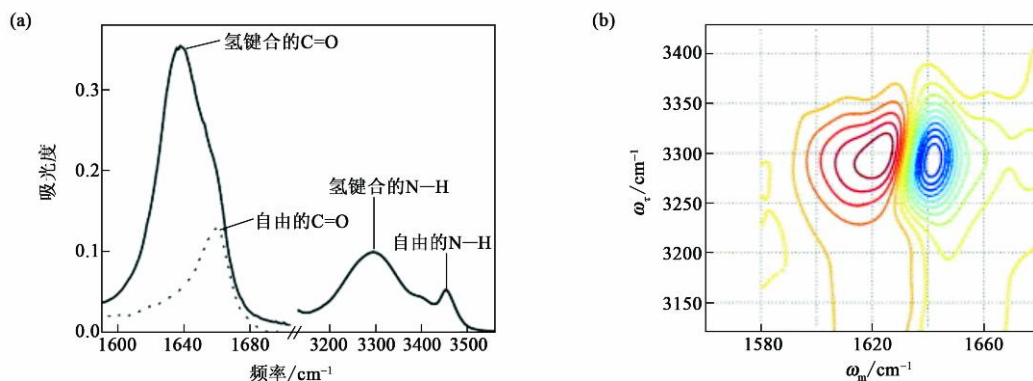 (a)
氢键合的C=O
自由的C=O
氢键合的N—H
自由的N—H
吸光度
0.3
0.2
0.1
0.0
1600
1640
1680
3200
3300
3400
3500
频率/cm⁻¹
(b)
ωτ/cm⁻¹
3400
3350
3300
3250
3200
3150
1580
1620
1660
ωm/cm⁻¹